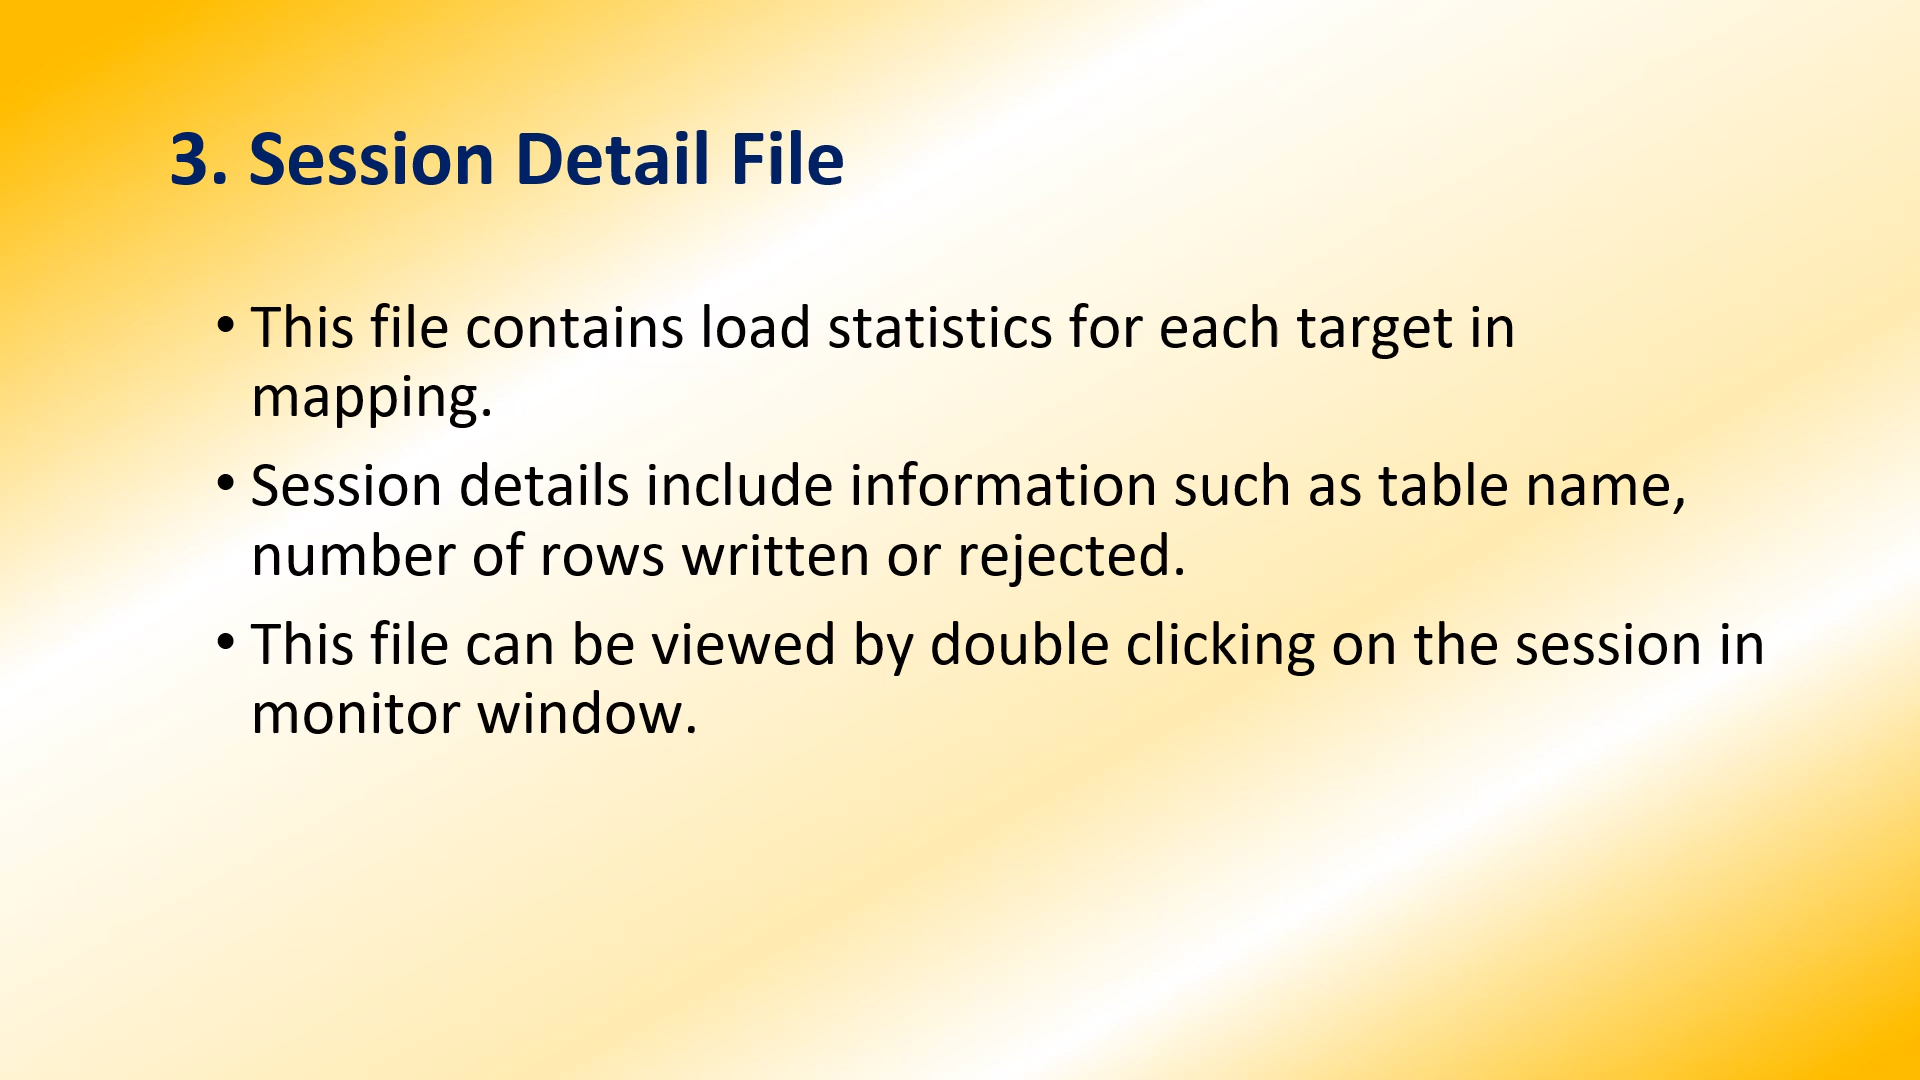 3. Session Detail File
• This file contains load statistics for each target in
mapping.
• Session details include information such as table name,
number of rows written or rejected.
• This file can be viewed by double clicking on the session in
monitor window.